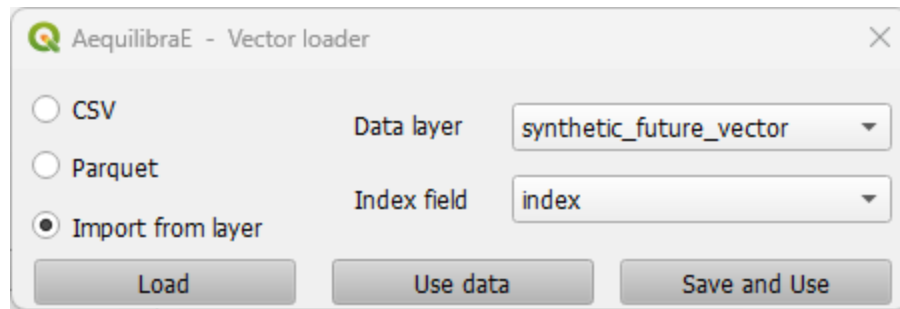 AequilibraE - Vector loader
CSV
Data layer
synthetic_future_vector
Parquet
Index field
index
Import from layer
Load
Use data
Save and Use